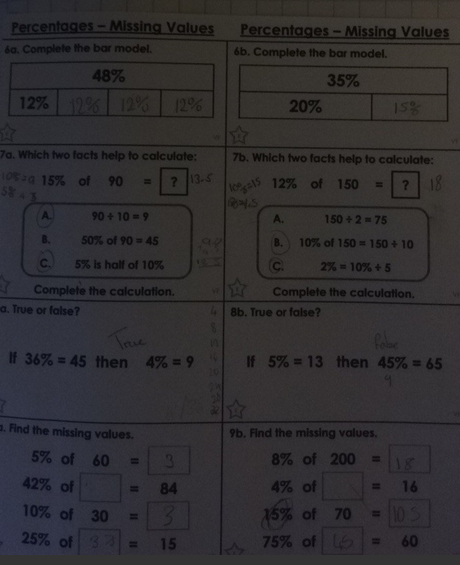 Percentages – Missing Values
6a. Complete the bar model.
48%
12% 12% 12% 12%
7a. Which two facts help to calculate:
15% of 90 = ? 13.5
A. 90 ÷ 10 = 9
B. 50% of 90 = 45
C. 5% is half of 10%
Complete the calculation.
a. True or false?
True
If 36% = 45 then 4% = 9
. Find the missing values.
5% of 60 = 3
42% of = 84
10% of 30 = 3
25% of = 15
Percentages – Missing Values
6b. Complete the bar model.
35%
20% 15%
7b. Which two facts help to calculate:
12% of 150 = ? 18
A. 150 ÷ 2 = 75
B. 10% of 150 = 150 ÷ 10
C. 2% = 10% ÷ 5
Complete the calculation.
8b. True or false?
False
If 5% = 13 then 45% = 65
9
9b. Find the missing values.
8% of 200 = 18
4% of = 16
15% of 70 = 10.5
75% of = 60